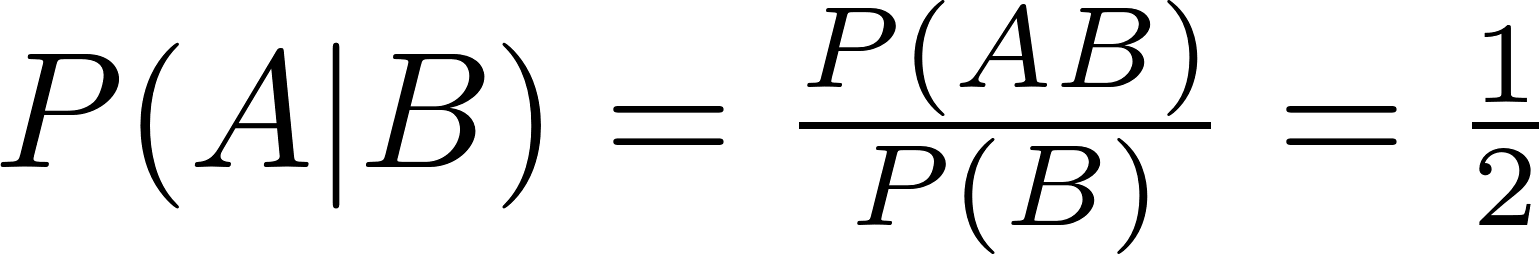 P(A|B) = P(AB)/P(B) = 1/2